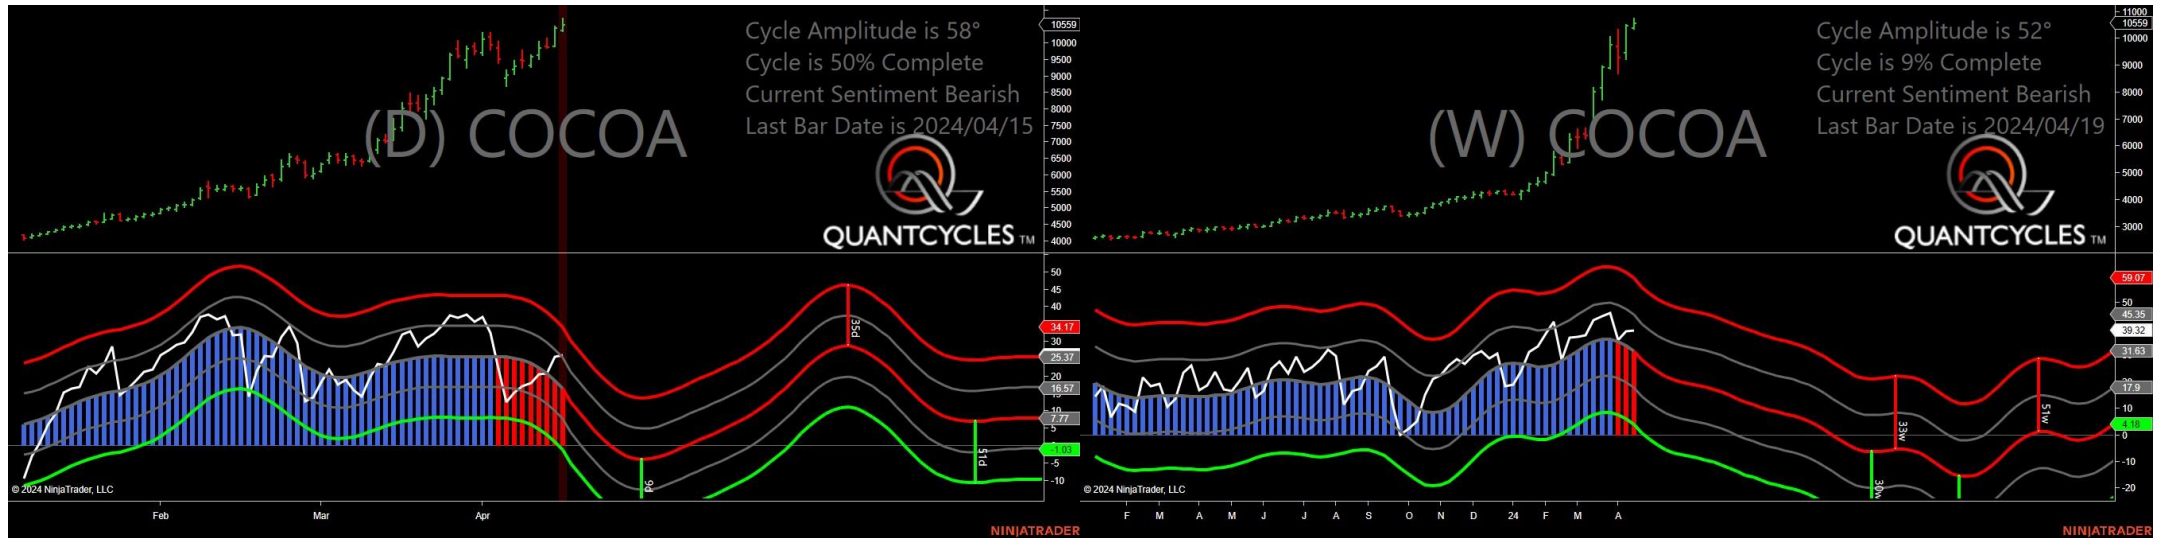 Cycle Amplitude is 58°
Cycle is 50% Complete
Current Sentiment Bearish
Last Bar Date is 2024/04/15
(D) COCOA
QUANTCYCLES TM
10559
10000
9500
9000
8500
8000
7500
7000
6500
6000
5500
5000
4500
4000
50
45
40
34.17
30
25.37
20
16.57
10
7.77
5
-1.03
-5
-10
35d
9d
51d
© 2024 NinjaTrader, LLC
Feb Mar Apr
NINJATRADER
Cycle Amplitude is 52°
Cycle is 9% Complete
Current Sentiment Bearish
Last Bar Date is 2024/04/19
(W) COCOA
QUANTCYCLES TM
11000
10559
10000
9000
8000
7000
6000
5000
4000
3000
59.07
50
45.35
39.32
31.63
17.9
10
4.18
0
-10
-20
33w
30w
51w
© 2024 NinjaTrader, LLC
F M A M J J A S O N D 24 F M A
NINJATRADER